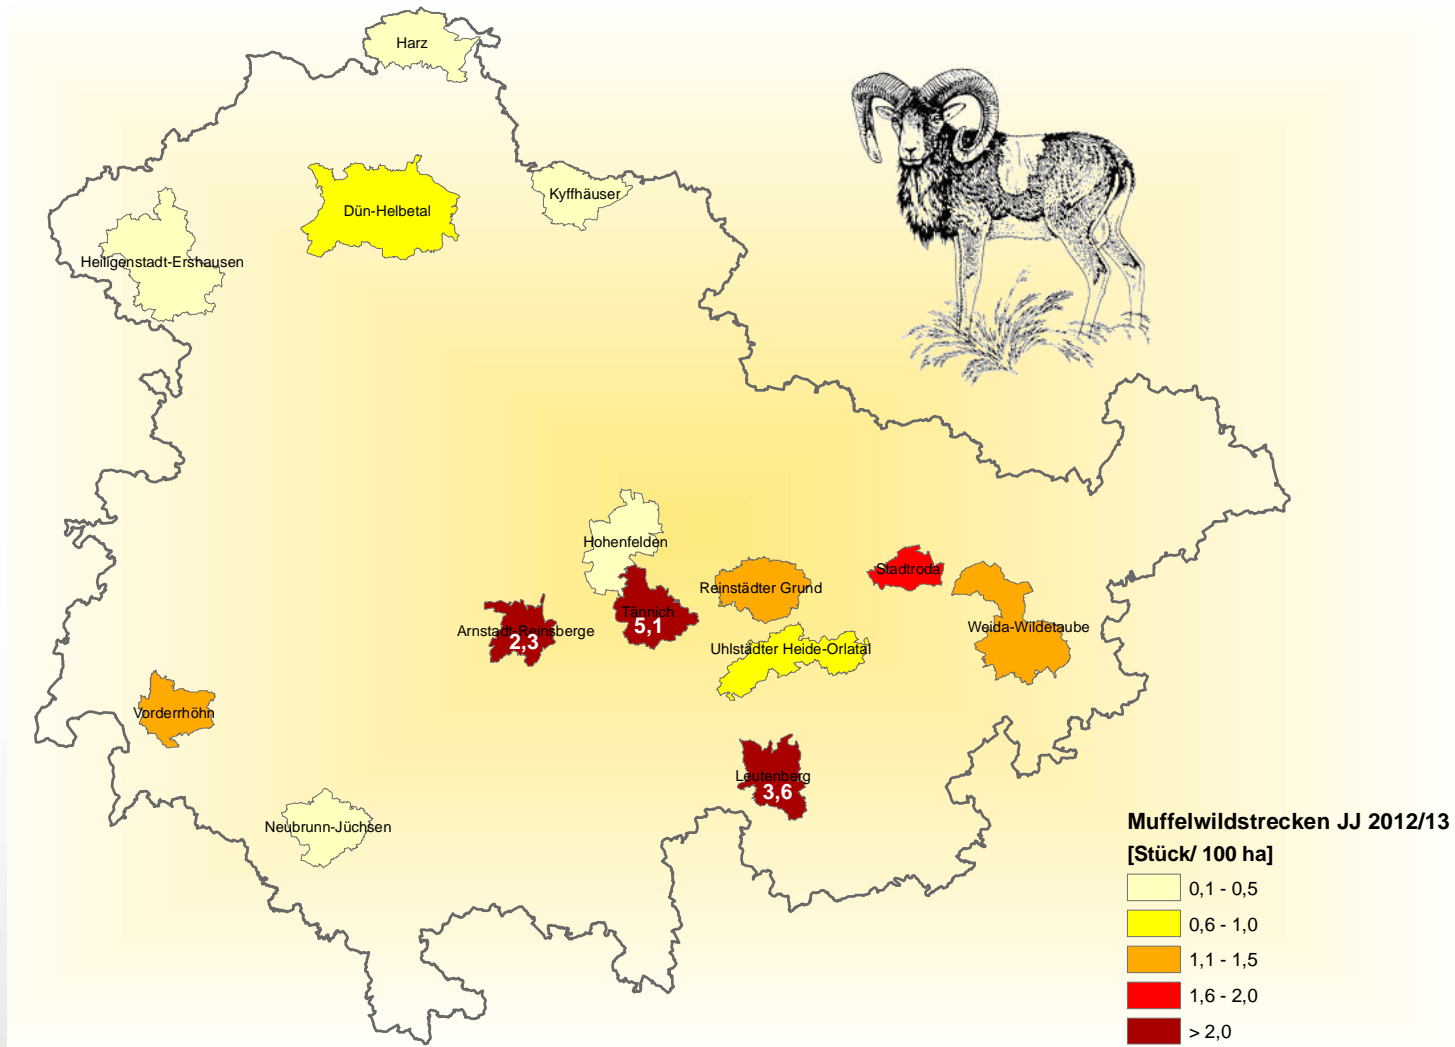 Harz
Kyffhäuser
Dün-Helbetal
Heiligenstadt-Ershausen
Hohenfelden
Stadtroda
Reinstädter Grund
Tännich
5,1
Weida-Wildetaube
Arnstadt-Reinsberge
2,3
Uhlstädter Heide-Orlatal
Vorderrhöhn
Leutenberg
3,6
Neubrunn-Jüchsen
Muffelwildstrecken JJ 2012/13
[Stück/ 100 ha]
0,1 - 0,5
0,6 - 1,0
1,1 - 1,5
1,6 - 2,0
> 2,0